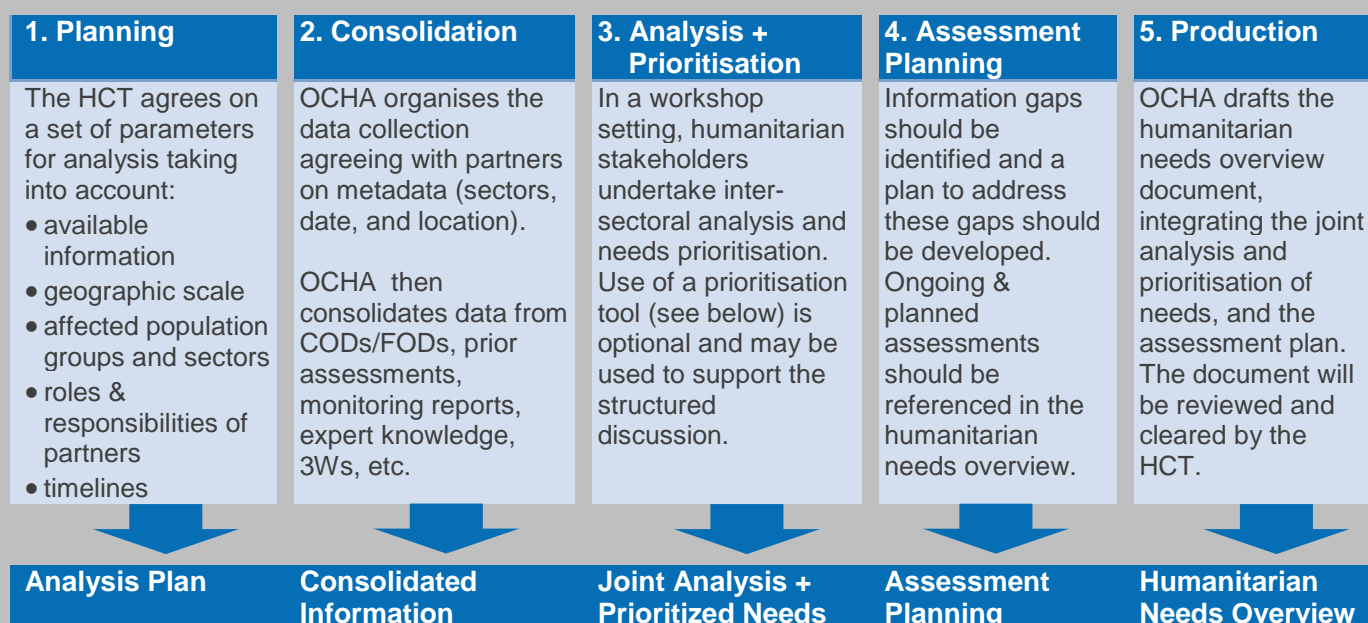 1. Planning
The HCT agrees on
a set of parameters
for analysis taking
into account:
• available
information
• geographic scale
• affected population
groups and sectors
• roles &
responsibilities of
partners
• timelines
Analysis Plan
2. Consolidation
OCHA organises the
data collection
agreeing with partners
on metadata (sectors,
date, and location).
OCHA then
consolidates data from
CODs/FODs, prior
assessments,
monitoring reports,
expert knowledge,
3Ws, etc.
Consolidated
Information
3. Analysis +
Prioritisation
In a workshop
setting, humanitarian
stakeholders
undertake inter-
sectoral analysis and
needs prioritisation.
Use of a prioritisation
tool (see below) is
optional and may be
used to support the
structured
discussion.
Joint Analysis +
Prioritized Needs
4. Assessment
Planning
Information gaps
should be
identified and a
plan to address
these gaps should
be developed.
Ongoing &
planned
assessments
should be
referenced in the
humanitarian
needs overview.
Assessment
Planning
5. Production
OCHA drafts the
humanitarian
needs overview
document,
integrating the joint
analysis and
prioritisation of
needs, and the
assessment plan.
The document will
be reviewed and
cleared by the
HCT.
Humanitarian
Needs Overview